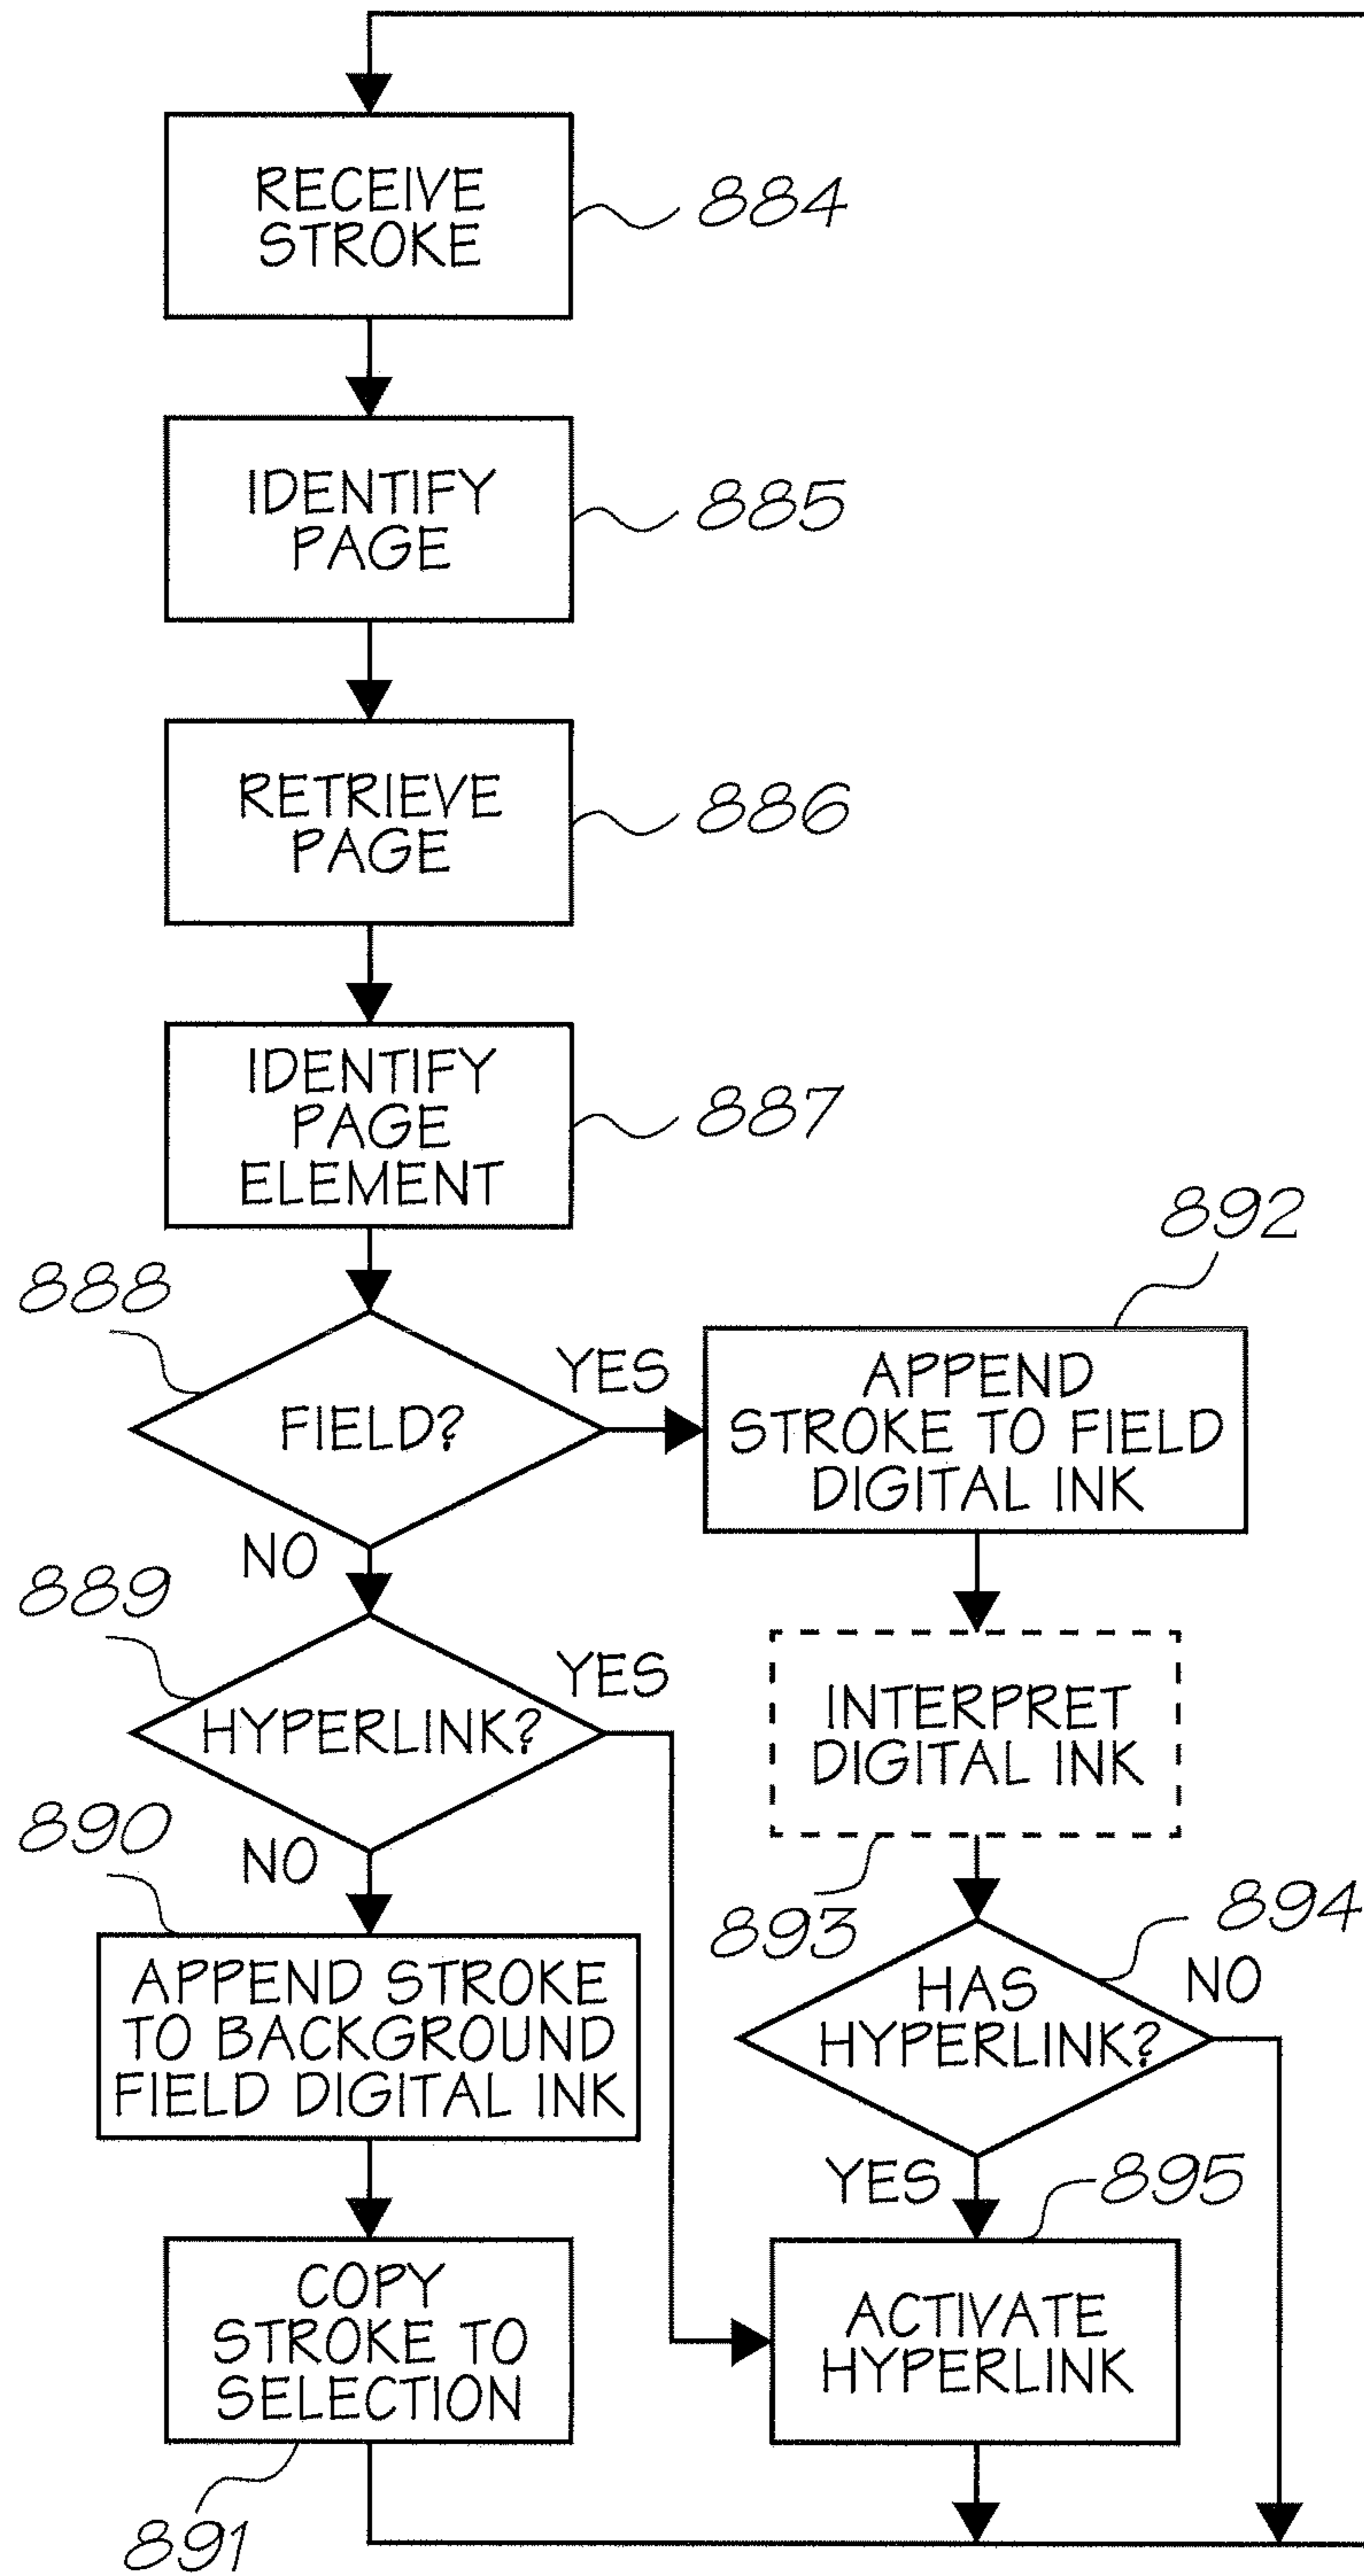 RECEIVE
STROKE
884
IDENTIFY
PAGE
885
RETRIEVE
PAGE
886
IDENTIFY
PAGE
ELEMENT
887
888
FIELD?
YES
NO
892
APPEND
STROKE TO FIELD
DIGITAL INK
889
HYPERLINK?
YES
NO
INTERPRET
DIGITAL INK
893
890
APPEND STROKE
TO BACKGROUND
FIELD DIGITAL INK
894
HAS
HYPERLINK?
NO
YES
895
COPY
STROKE TO
SELECTION
891
ACTIVATE
HYPERLINK